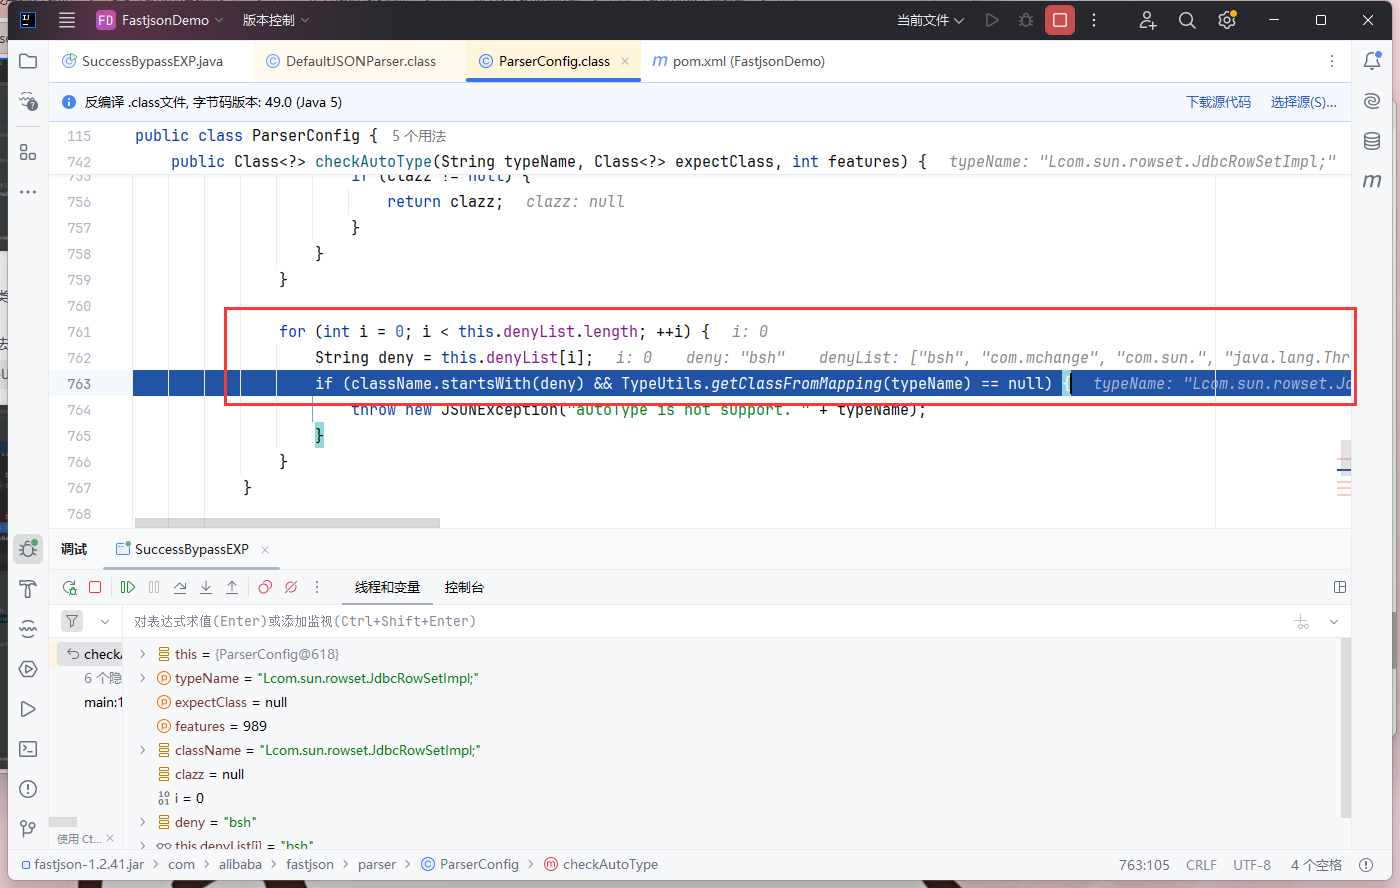 FD FastjsonDemo 版本控制 当前文件
SuccessBypassEXP.java DefaultJSONParser.class ParserConfig.class pom.xml (FastjsonDemo)
反编译 .class文件, 字节码版本: 49.0 (Java 5) 下载源代码 选择源(S)...
115 public class ParserConfig { 5 个用法
742 public Class<?> checkAutoType(String typeName, Class<?> expectClass, int features) { typeName: "Lcom.sun.rowset.JdbcRowSetImpl;"
755 if (clazz != null) {
756 return clazz; clazz: null
757 }
758 }
759 }
760
761 for (int i = 0; i < this.denyList.length; ++i) { i: 0
762 String deny = this.denyList[i]; i: 0 deny: "bsh" denyList: ["bsh", "com.mchange", "com.sun.", "java.lang.Thr
763 if (className.startsWith(deny) && TypeUtils.getClassFromMapping(typeName) == null) { typeName: "Lcom.sun.rowset.Jd
764 throw new JSONException("autoType is not support. " + typeName);
765 }
766 }
767 }
768
调试 SuccessBypassEXP
线程和变量 控制台
对表达式求值(Enter)或添加监视(Ctrl+Shift+Enter)
check
6 个隐
main:1
this = {ParserConfig@618}
typeName = "Lcom.sun.rowset.JdbcRowSetImpl;"
expectClass = null
features = 989
className = "Lcom.sun.rowset.JdbcRowSetImpl;"
clazz = null
i = 0
deny = "bsh"
this.denyList[i] = "bsh"
使用 Ct...
fastjson-1.2.41.jar com alibaba fastjson parser ParserConfig checkAutoType 763:105 CRLF UTF-8 4 个空格